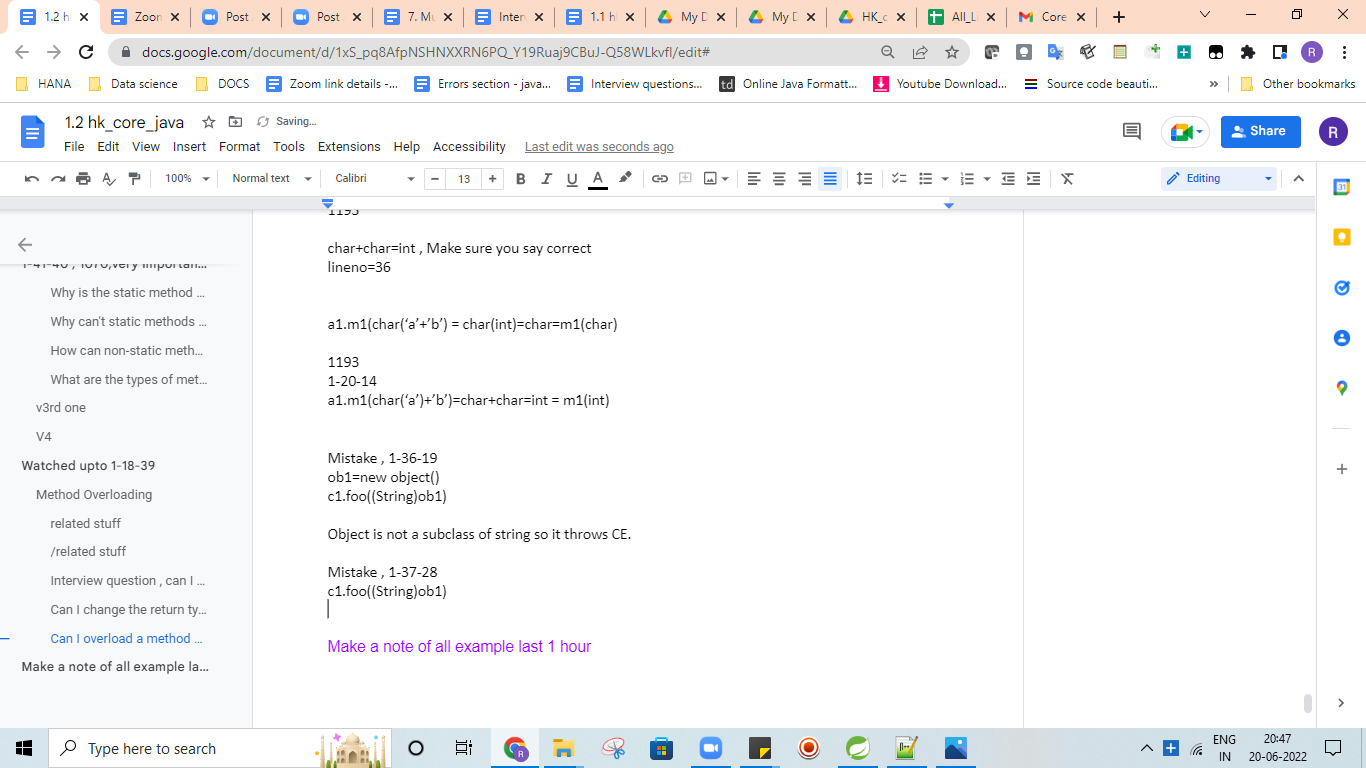 1.2 h
Zoon
Post
Post
7. Mu
Inter
1.1 h
My D
My D
HK_c
All_Li
Core
docs.google.com/document/d/1xS_pq8AfpNSHNXXRN6PQ_Y19Ruaj9CBuJ-Q58WLkvfI/edit#
R
HANA
Data science
DOCS
Zoom link details -...
Errors section - java...
Interview questions...
td Online Java Formatt...
Youtube Download...
Source code beauti...
»
Other bookmarks
1.2 hk_core_java
Saving...
File Edit View Insert Format Tools Extensions Help Accessibility Last edit was seconds ago
Share
R
100% Normal text Calibri – 13 + B I U A
Editing
1193
char+char=int , Make sure you say correct
lineno=36
a1.m1(char(‘a’+’b’) = char(int)=char=m1(char)
1193
1-20-14
a1.m1(char(‘a’)+’b’)=char+char=int = m1(int)
Mistake , 1-36-19
ob1=new object()
c1.foo((String)ob1)
Object is not a subclass of string so it throws CE.
Mistake , 1-37-28
c1.foo((String)ob1)
Make a note of all example last 1 hour
1-41-40 , 1070,very importan...
Why is the static method ...
Why can't static methods ...
How can non-static meth...
What are the types of met...
v3rd one
V4
Watched upto 1-18-39
Method Overloading
related stuff
/related stuff
Interview question , can I ...
Can I change the return ty...
Can I overload a method ...
Make a note of all example la...
31
Type here to search
R
ENG
IN
20:47
20-06-2022